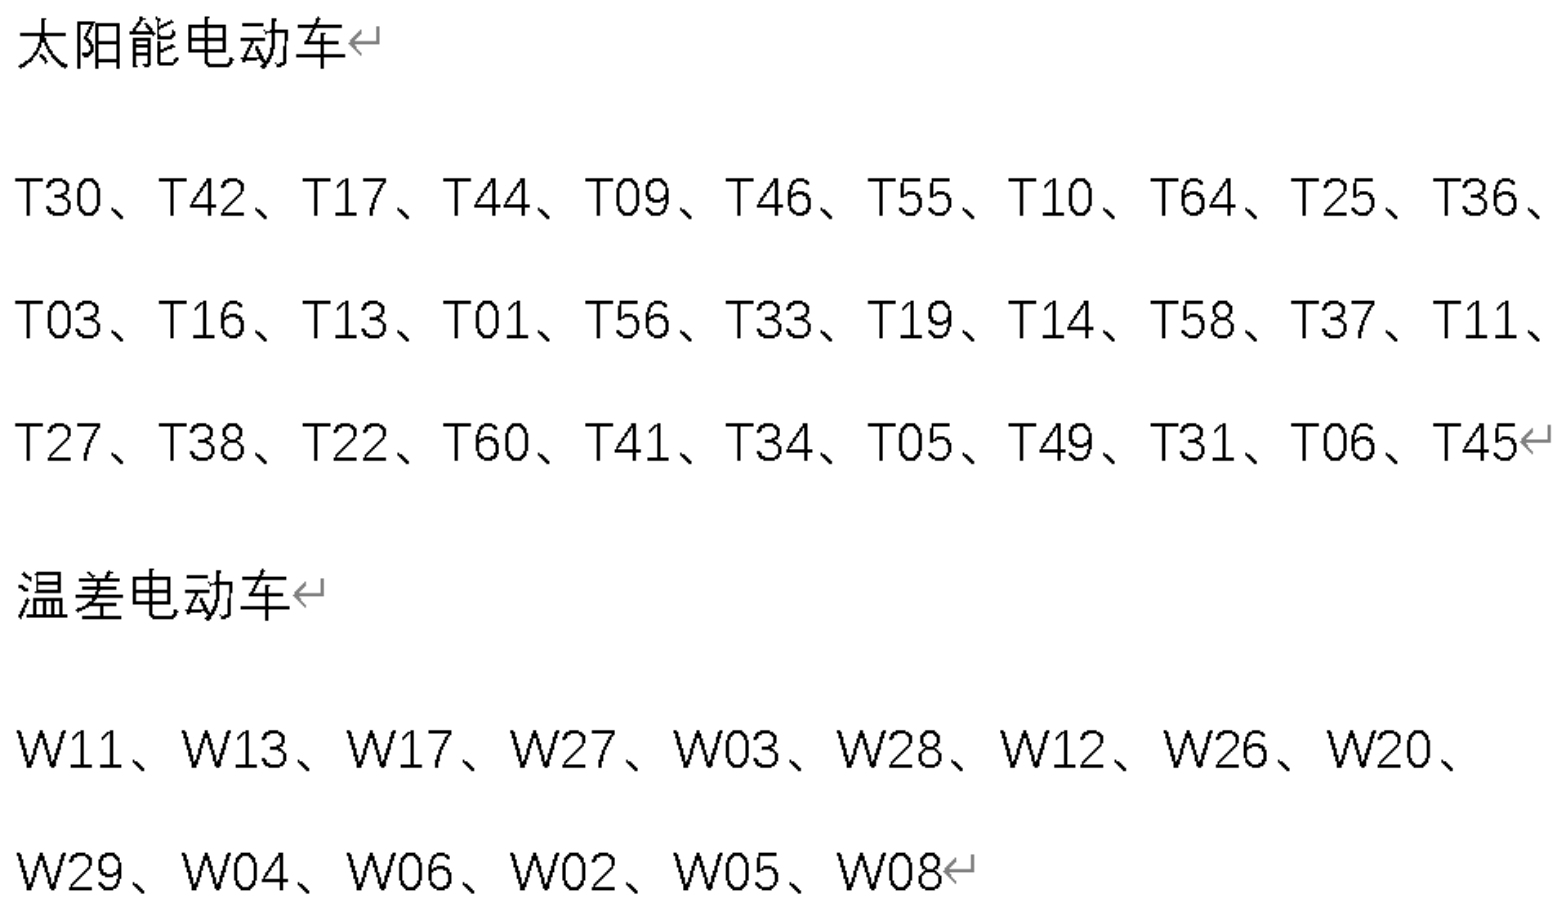 太阳能电动车
T30、T42、T17、T44、T09、T46、T55、T10、T64、T25、T36、
T03、T16、T13、T01、T56、T33、T19、T14、T58、T37、T11、
T27、T38、T22、T60、T41、T34、T05、T49、T31、T06、T45
温差电动车
W11、W13、W17、W27、W03、W28、W12、W26、W20、
W29、W04、W06、W02、W05、W08